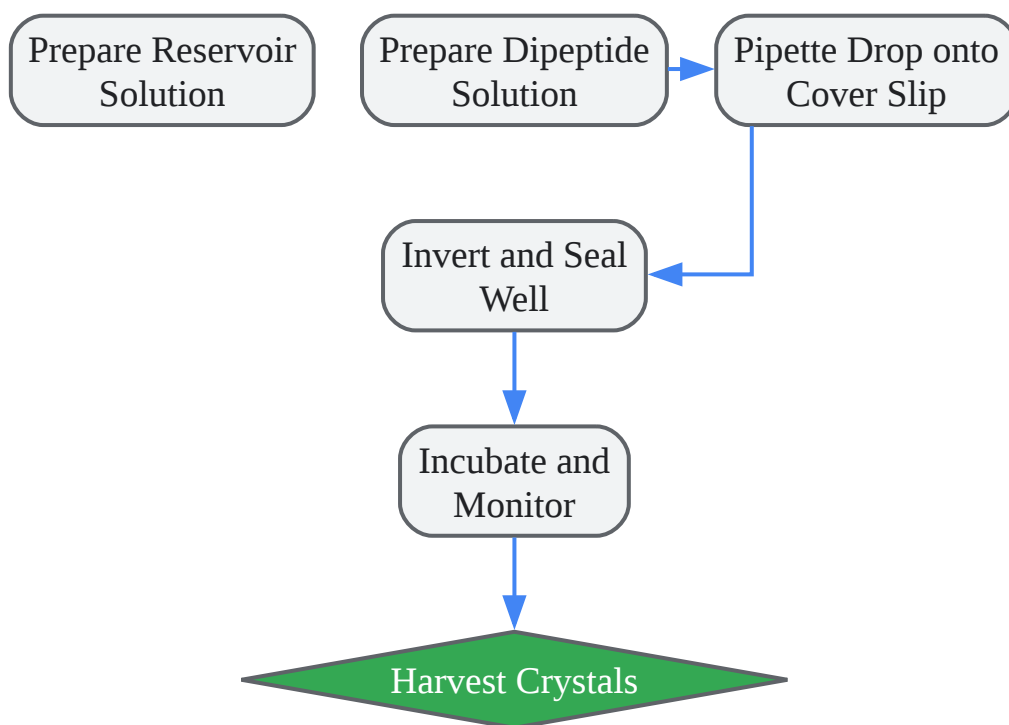 Prepare Reservoir
Solution
Prepare Dipeptide
Solution
Pipette Drop onto
Cover Slip
Invert and Seal
Well
Incubate and
Monitor
Harvest Crystals